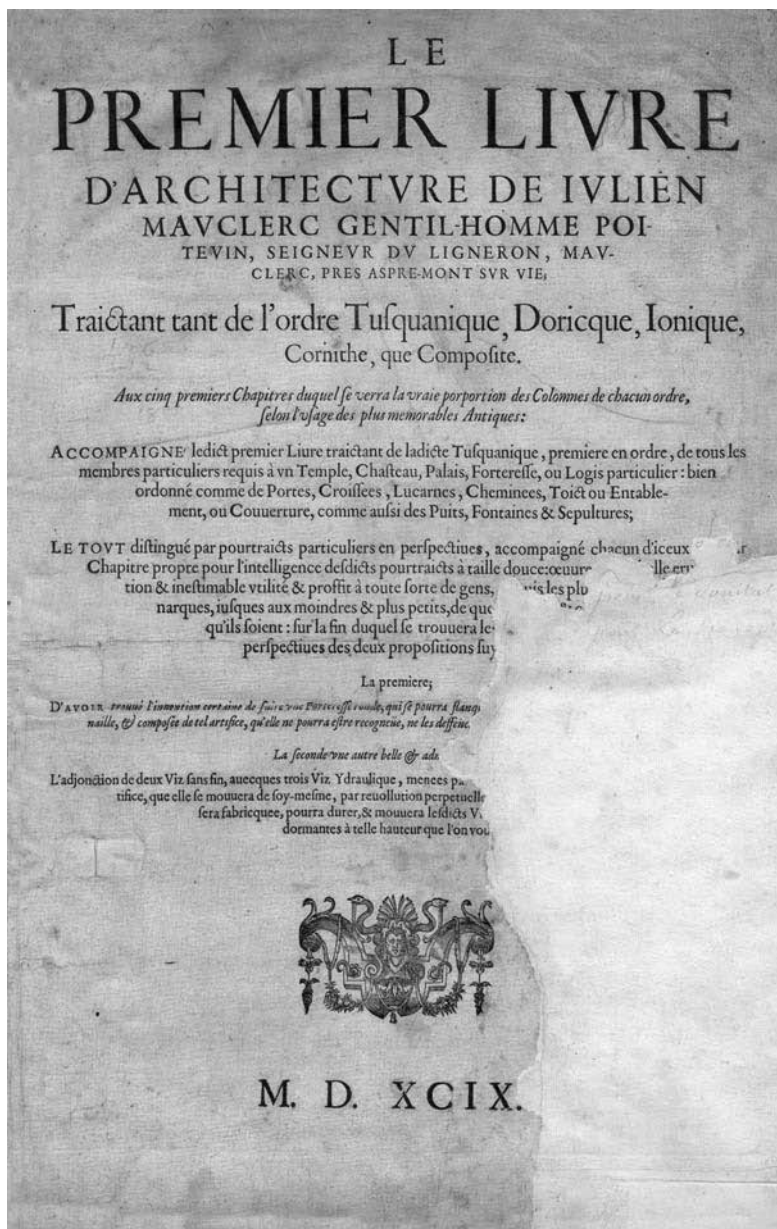 LE
PREMIER LIVRE
D'ARCHITECTVRE DE IVLIEN
MAVCLERC GENTIL-HOMME POI-
TEVIN, SEIGNEVR DV LIGNERON, MAV-
CLERC, PRES ASPRE-MONT SVR VIE,
Traictant tant de l'ordre Tuſquanique, Doricque, Ionique,
Cornithe, que Compoſite.
Aux cinq premiers Chapitres duquel ſe verra la vraie porportion des Colomnes de chacun ordre,
ſelon l'vſage des plus memorables Antiques:
ACCOMPAIGNE' ledict premier Liure traictant de ladicte Tuſquanique, premiere en ordre, de tous les
membres particuliers requis à vn Temple, Chaſteau, Palais, Fortereſſe, ou Logis particulier: bien
ordonné comme de Portes, Croiſſees, Lucarnes, Cheminees, Toict ou Entable-
ment, ou Couuerture, comme auſsi des Puits, Fontaines & Sepultures;
LE TOVT diſtingué par pourtraicts particuliers en perſpectiues, accompaigné chacun d'iceux
Chapitre propre pour l'intelligence deſdicts pourtraicts à taille douce:œuure
tion & ineſtimable vtilité & proffit à toute ſorte de gens, les plu
narques, iuſques aux moindres & plus petits, de que
qu'ils ſoient: ſur la fin duquel ſe trouuera le
perſpectiues des deux propoſitions ſuy
La premiere;
D'AVOIR trouué l'inuention certaine de faire vne Fortereſſe ronde, qui ſe pourra flanq
naille, & compoſée de tel artifice, qu'elle ne pourra eſtre recogneüe, ne les deffenc
La ſeconde vne autre belle & ad
L'adjonction de deux Viz ſans fin, auecques trois Viz Ydraulique, menees p
tifice, que elle ſe mouuera de ſoy-meſme, par reuollution perpetuelle
ſera fabricquee, pourra durer, & mouuera leſdicts V
dormantes à telle hauteur que l'on vou
M. D. XCIX.